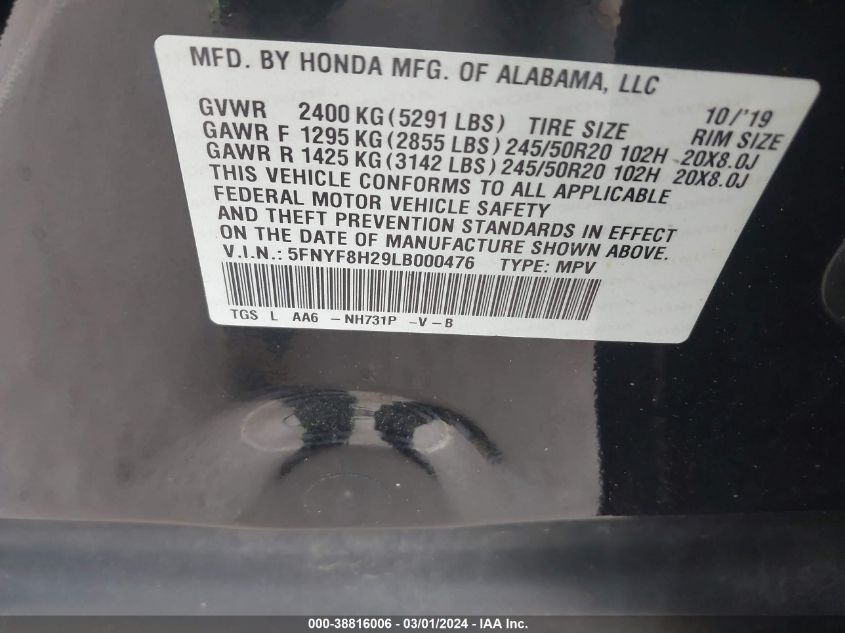 MFD. BY HONDA MFG. OF ALABAMA, LLC
10/'19
GVWR 2400 KG (5291 LBS) TIRE SIZE RIM SIZE
GAWR F 1295 KG (2855 LBS) 245/50R20 102H 20X8.0J
GAWR R 1425 KG (3142 LBS) 245/50R20 102H 20X8.0J
THIS VEHICLE CONFORMS TO ALL APPLICABLE
FEDERAL MOTOR VEHICLE SAFETY
AND THEFT PREVENTION STANDARDS IN EFFECT
ON THE DATE OF MANUFACTURE SHOWN ABOVE.
V.I.N.: 5FNYF8H29LB000476 TYPE: MPV
TGS L AA6 – NH731P –V – B
000-38816006 - 03/01/2024 - IAA Inc.